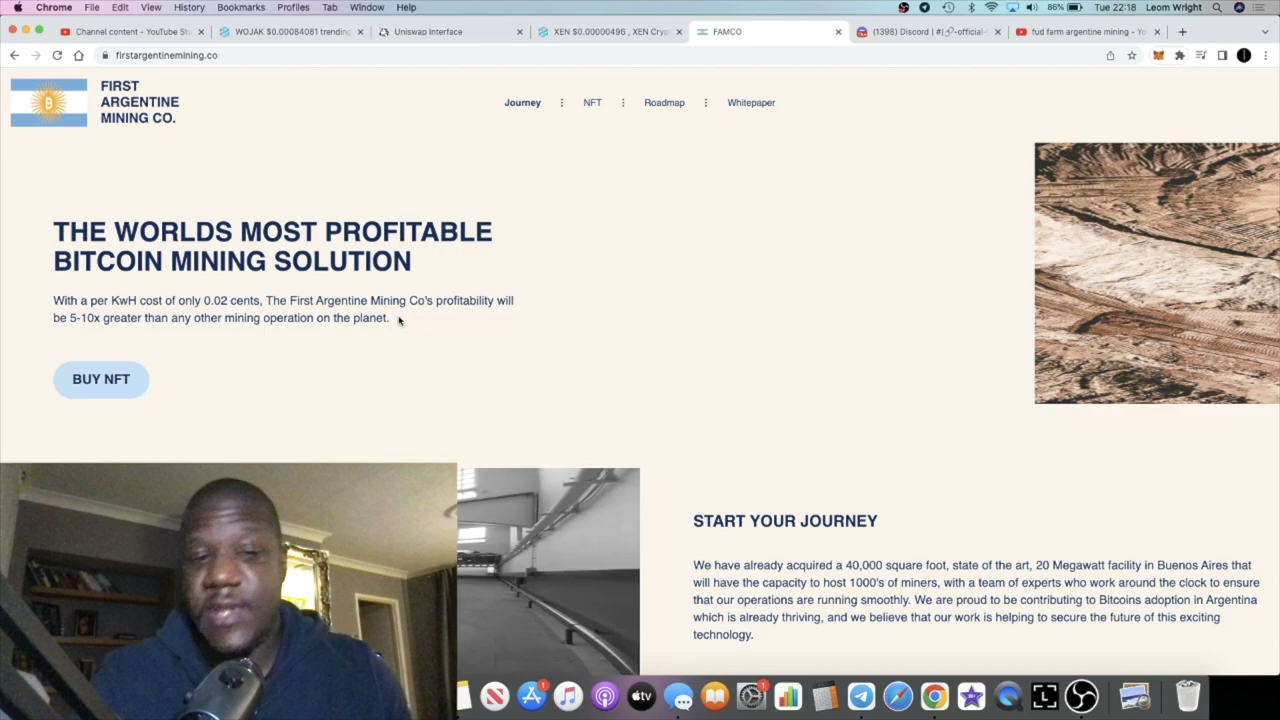 Chrome File Edit View History Bookmarks Profiles Tab Window Help 86% Tue 22:18 Leom Wright
Channel content - YouTube St
WOJAK $0.00084081 trending
Uniswap Interface
XEN $0.00000496 , XEN Cryp
FAMCO
(1398) Discord | #| -official-
fud farm argentine mining - Yo
firstargentinemining.co
FIRST
ARGENTINE
MINING CO.
Journey
NFT
Roadmap
Whitepaper
THE WORLDS MOST PROFITABLE
BITCOIN MINING SOLUTION
With a per KwH cost of only 0.02 cents, The First Argentine Mining Co's profitability will
be 5-10x greater than any other mining operation on the planet.
BUY NFT
START YOUR JOURNEY
We have already acquired a 40,000 square foot, state of the art, 20 Megawatt facility in Buenos Aires that
will have the capacity to host 1000's of miners, with a team of experts who work around the clock to ensure
that our operations are running smoothly. We are proud to be contributing to Bitcoins adoption in Argentina
which is already thriving, and we believe that our work is helping to secure the future of this exciting
technology.
tv